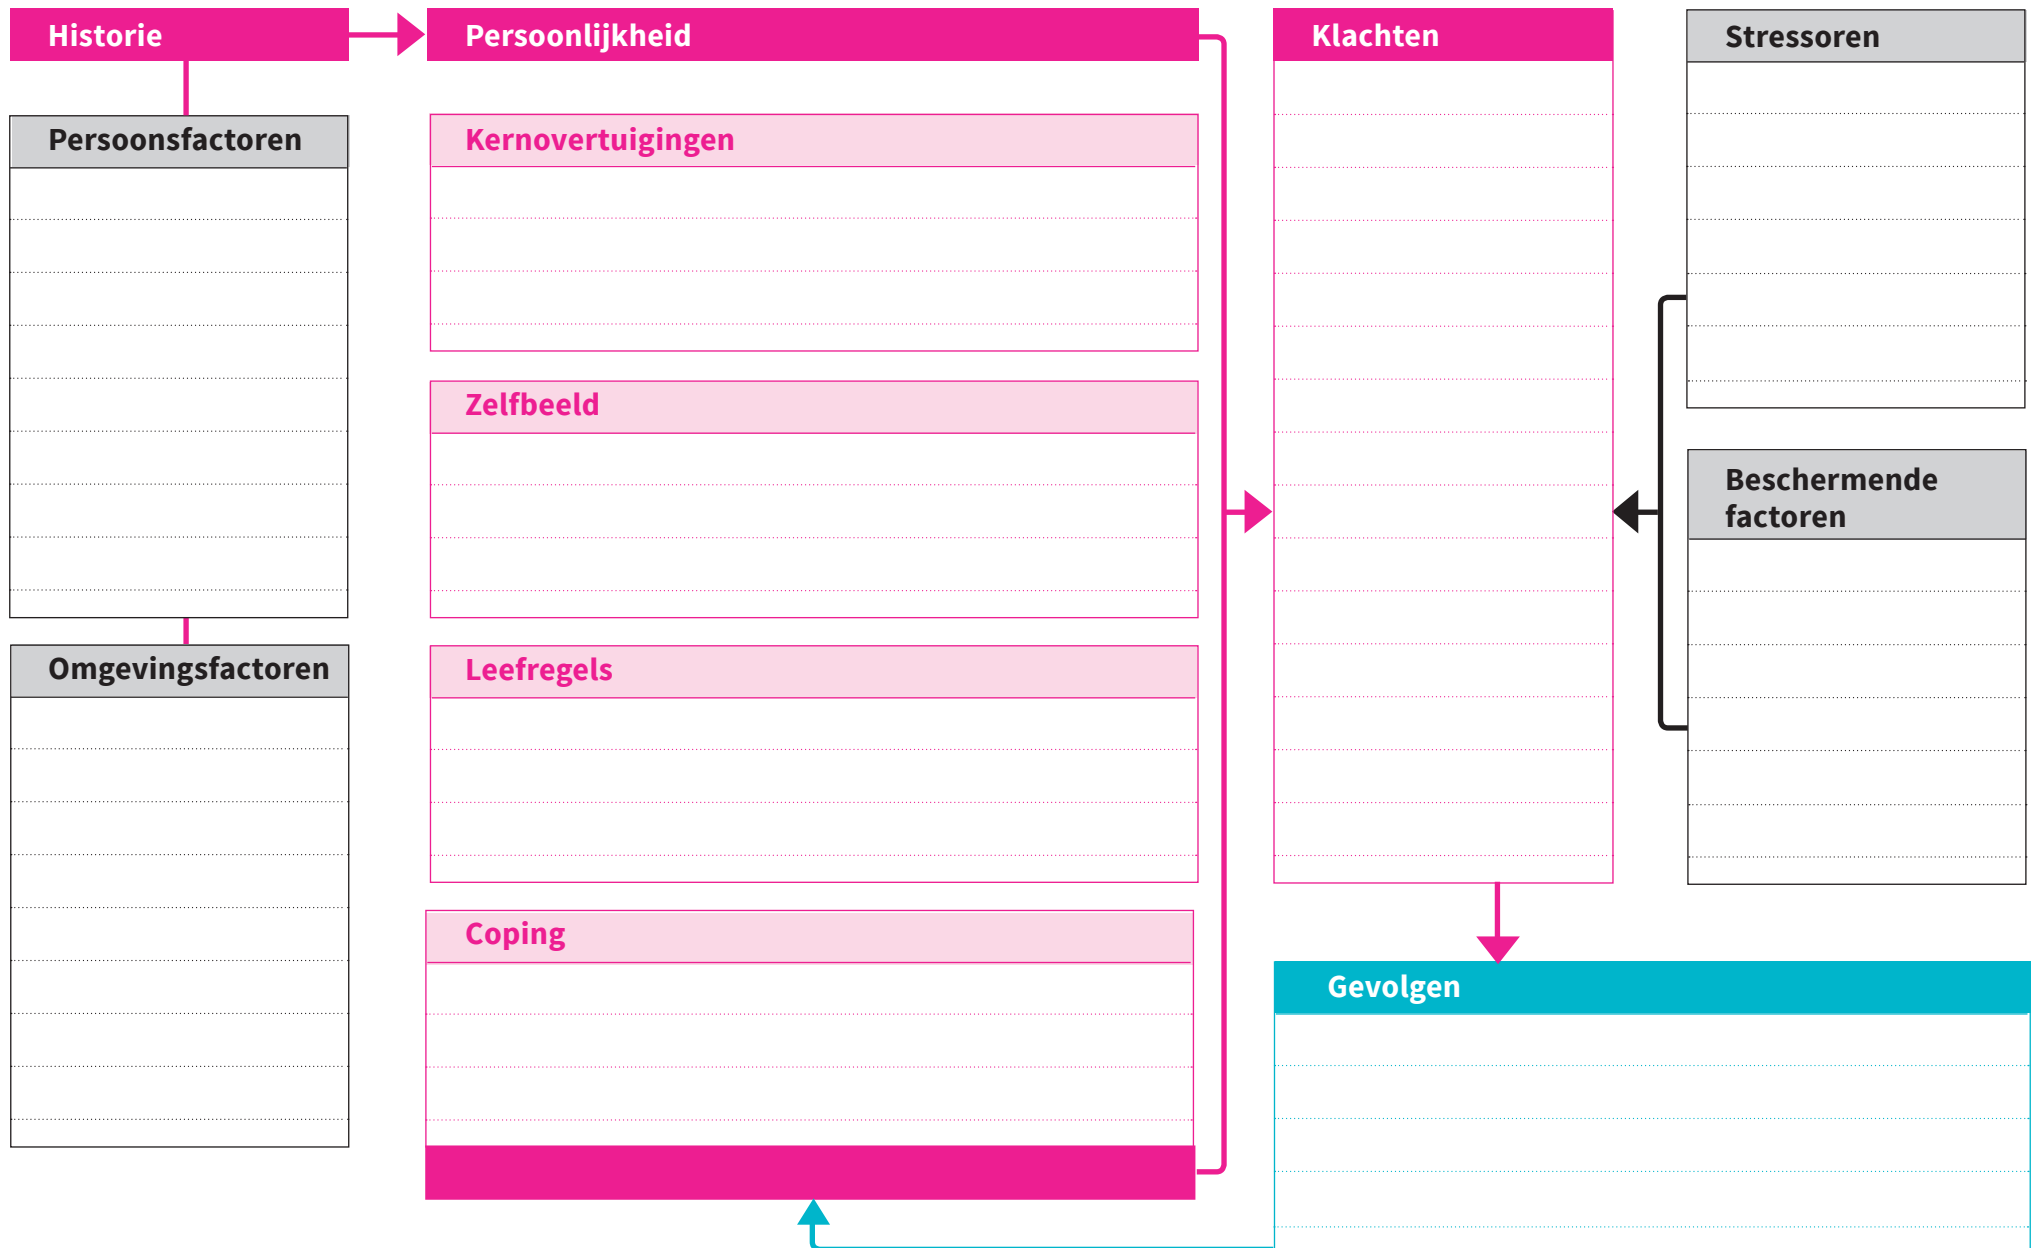 Historie
Persoonsfactoren
Omgevingsfactoren
Persoonlijkheid
Kernovertuigingen
Zelfbeeld
Leefregels
Coping
Klachten
Stressoren
Beschermende
factoren
Gevolgen